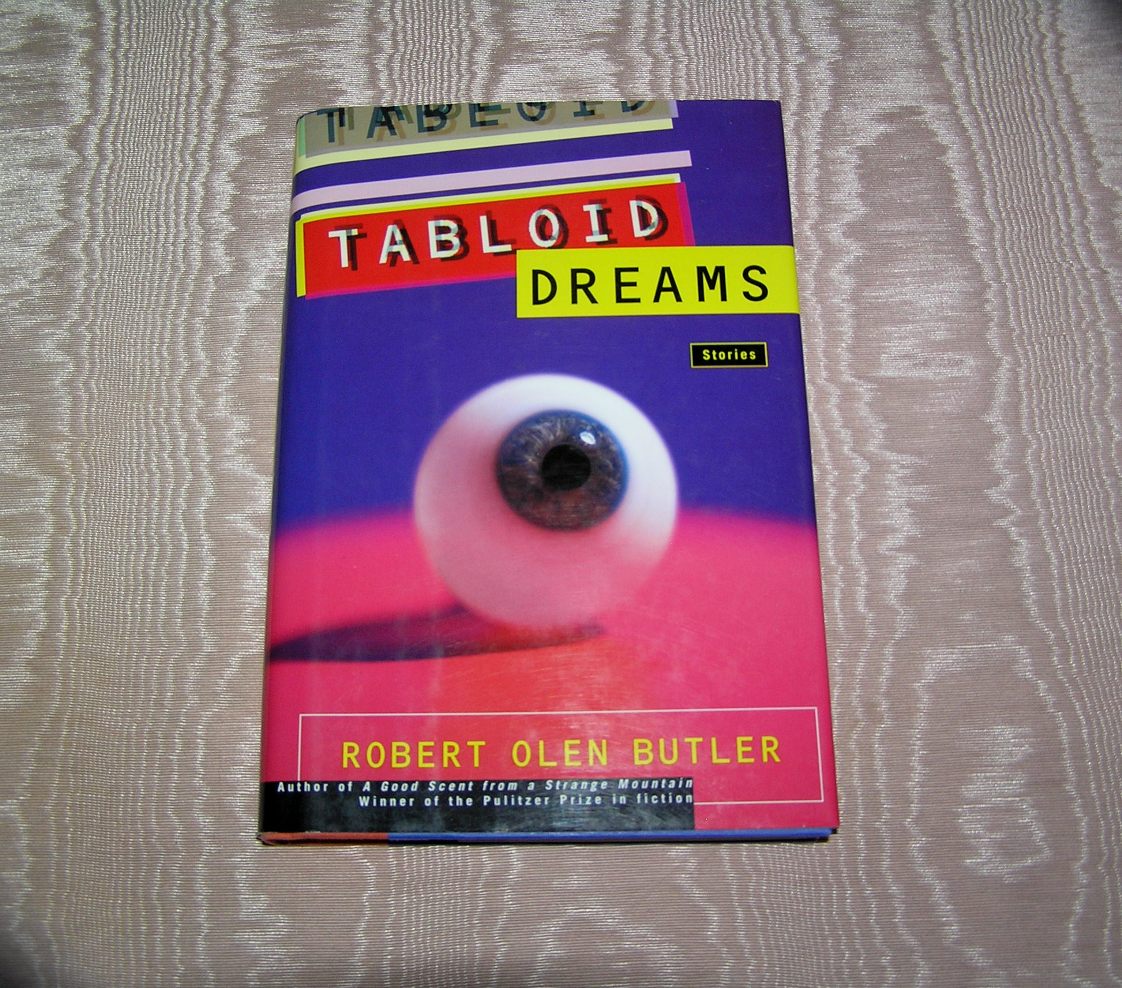 TABLOID
TABLOID
DREAMS
Stories
ROBERT OLEN BUTLER
Author of A Good Scent from a Strange Mountain
Winner of the Pulitzer Prize in fiction